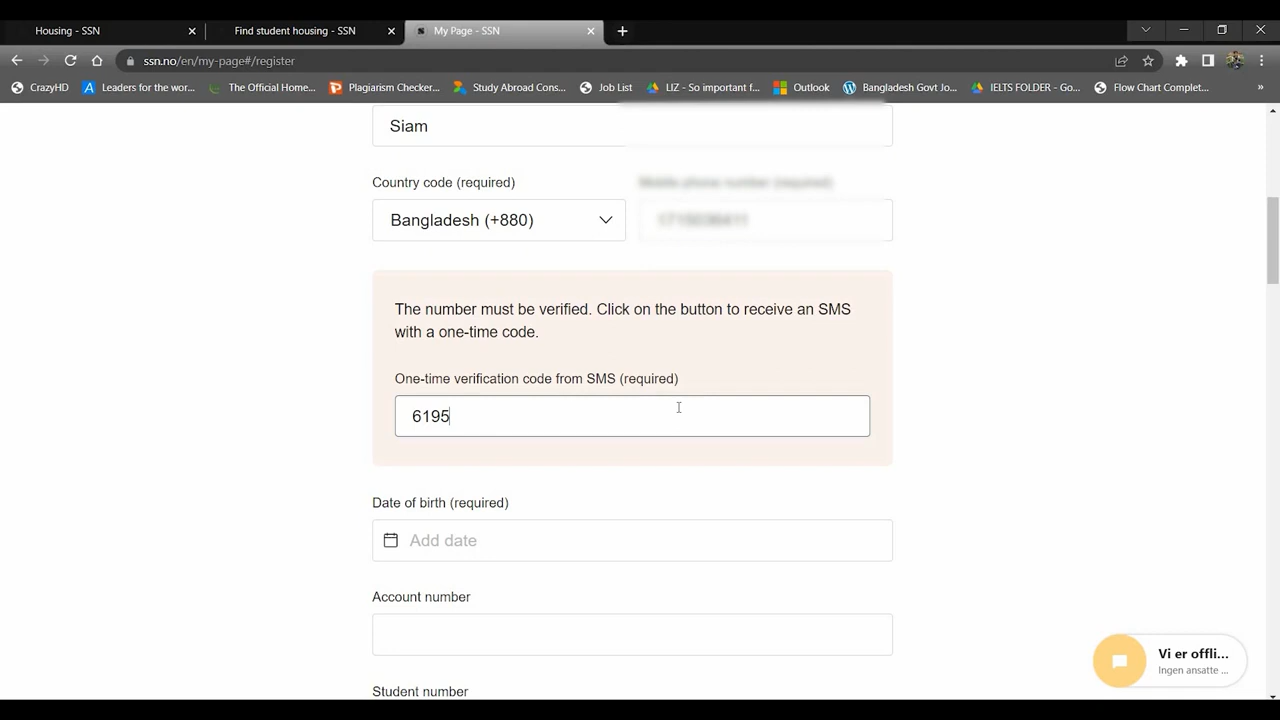 Housing - SSN
Find student housing - SSN
My Page - SSN
ssn.no/en/my-page#/register
CrazyHD
Leaders for the wor...
The Official Home...
Plagiarism Checker...
Study Abroad Cons...
Job List
LIZ - So important f...
Outlook
Bangladesh Govt Jo...
IELTS FOLDER - Go...
Flow Chart Complet...
»
Siam
Country code (required)
Mobile phone number (required)
Bangladesh (+880)
The number must be verified. Click on the button to receive an SMS
with a one-time code.
One-time verification code from SMS (required)
6195
Date of birth (required)
Add date
Account number
Student number
Vi er offli...
Ingen ansatte ...